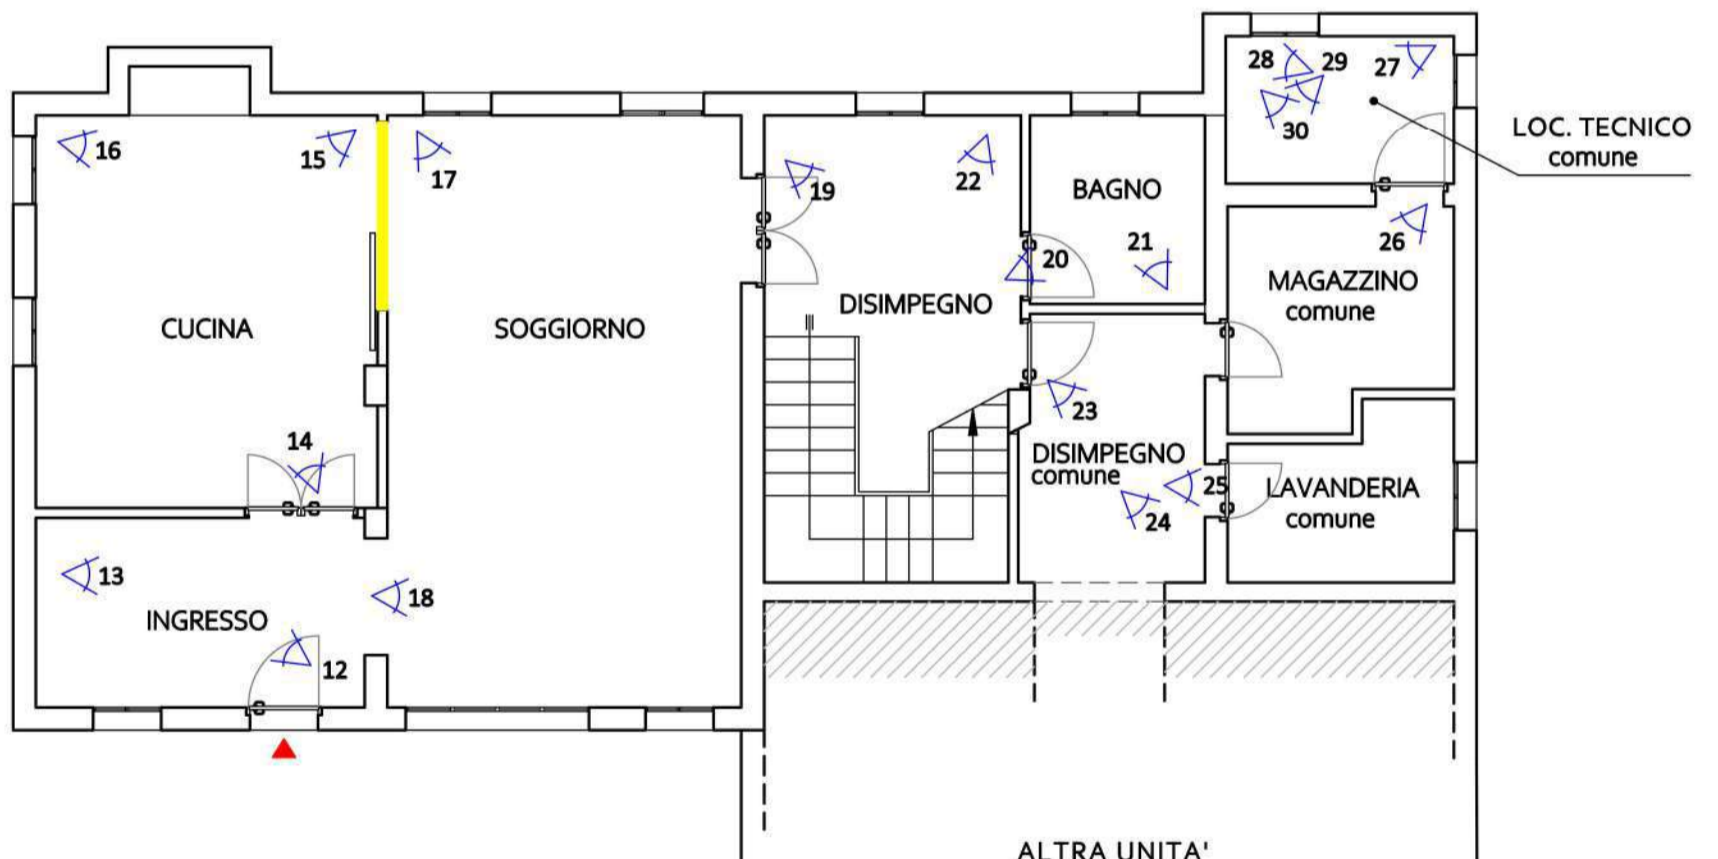 28
29
27
30
LOC. TECNICO
comune
16
15
17
19
22
BAGNO
21
20
26
MAGAZZINO
comune
CUCINA
SOGGIORNO
DISIMPEGNO
14
23
DISIMPEGNO
comune
25
24
LAVANDERIA
comune
13
18
INGRESSO
12
ALTRA UNITA'